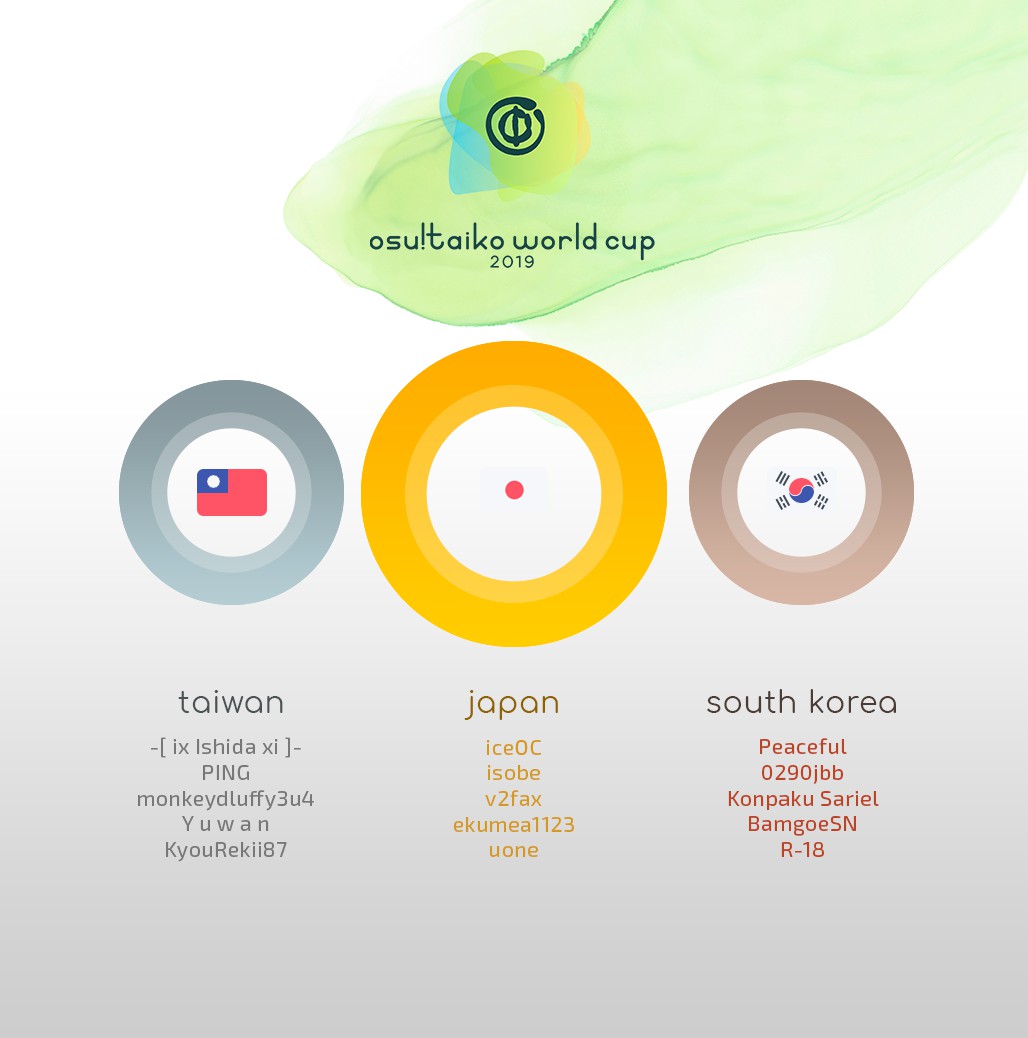 osu!taiko world cup
2019
taiwan
-[ ix Ishida xi ]-
PING
monkeydluffy3u4
Y u w a n
KyouRekii87
japan
iceOC
isobe
v2fax
ekumea1123
uone
south korea
Peaceful
0290jbb
Konpaku Sariel
BamgoeSN
R-18